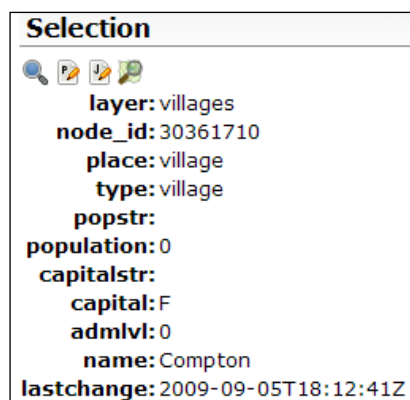 Selection
P J
layer: villages
node_id: 30361710
place: village
type: village
popstr:
population: 0
capitalstr:
capital: F
admlvl: 0
name: Compton
lastchange: 2009-09-05T18:12:41Z